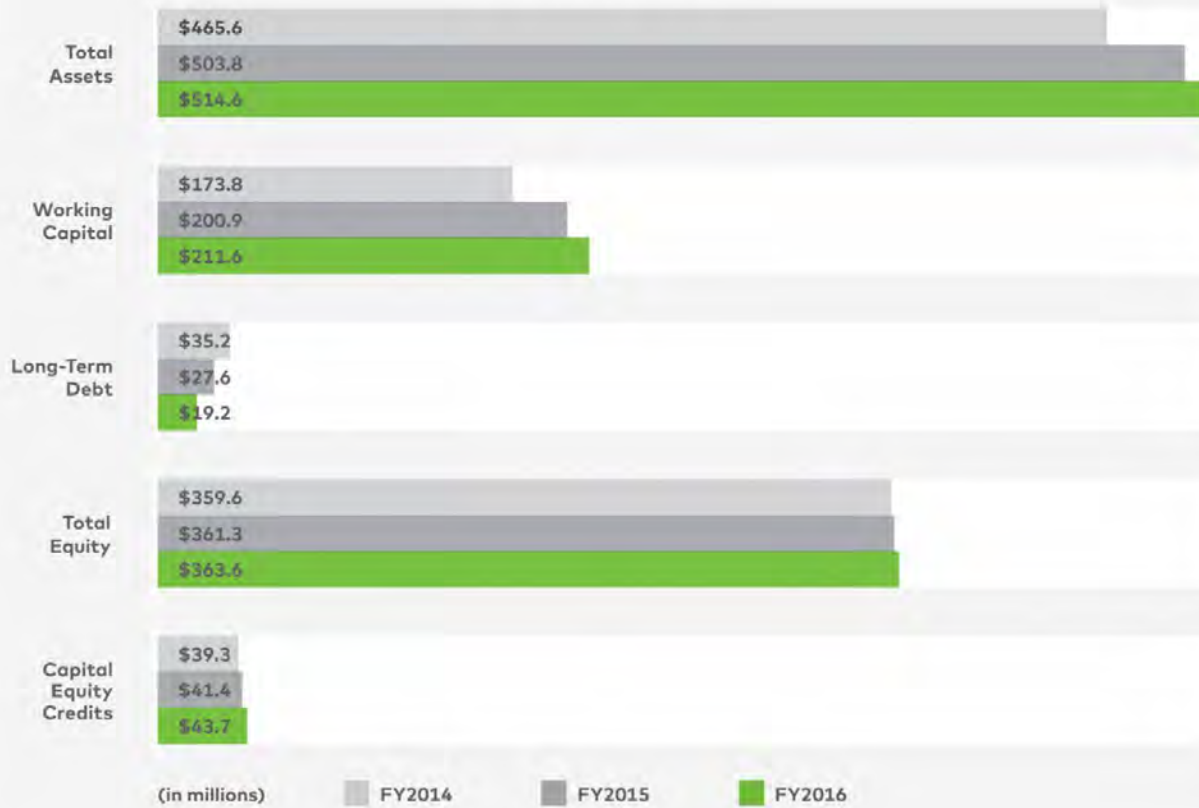 Total
Assets
$465.6
$503.8
$514.6
Working
Capital
$173.8
$200.9
$211.6
Long-Term
Debt
$35.2
$27.6
$19.2
Total
Equity
$359.6
$361.3
$363.6
Capital
Equity
Credits
$39.3
$41.4
$43.7
(in millions) FY2014 FY2015 FY2016